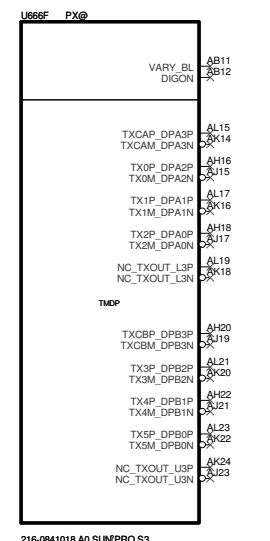 U666F PX@
VARY_BL AB11
DIGON AB12
TXCAP_DPA3P AL15
TXCAM_DPA3N AK14
TX0P_DPA2P AH16
TX0M_DPA2N AJ15
TX1P_DPA1P AL17
TX1M_DPA1N AK16
TX2P_DPA0P AH18
TX2M_DPA0N AJ17
NC_TXOUT_L3P AL19
NC_TXOUT_L3N AK18
TMDP
TXCBP_DPB3P AH20
TXCBM_DPB3N AJ19
TX3P_DPB2P AL21
TX3M_DPB2N AK20
TX4P_DPB1P AH22
TX4M_DPB1N AJ21
TX5P_DPB0P AL23
TX5M_DPB0N AK22
NC_TXOUT_U3P AK24
NC_TXOUT_U3N AJ23
216-0841018 A0 SUN PRO S3